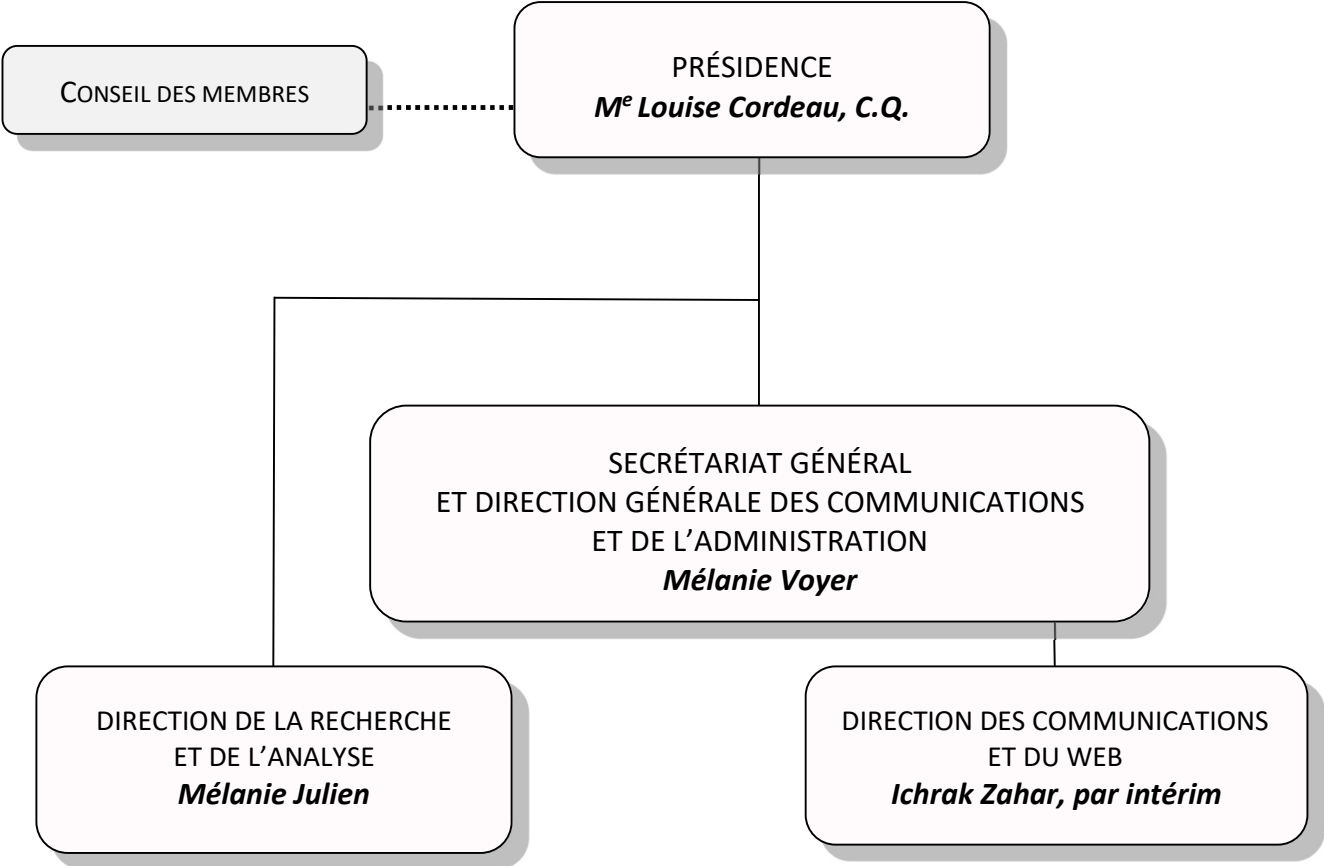 CONSEIL DES MEMBRES
PRÉSIDENCE
Mᵉ Louise Cordeau, C.Q.
SECRÉTARIAT GÉNÉRAL
ET DIRECTION GÉNÉRALE DES COMMUNICATIONS
ET DE L’ADMINISTRATION
Mélanie Voyer
DIRECTION DE LA RECHERCHE
ET DE L’ANALYSE
Mélanie Julien
DIRECTION DES COMMUNICATIONS
ET DU WEB
Ichrak Zahar, par intérim